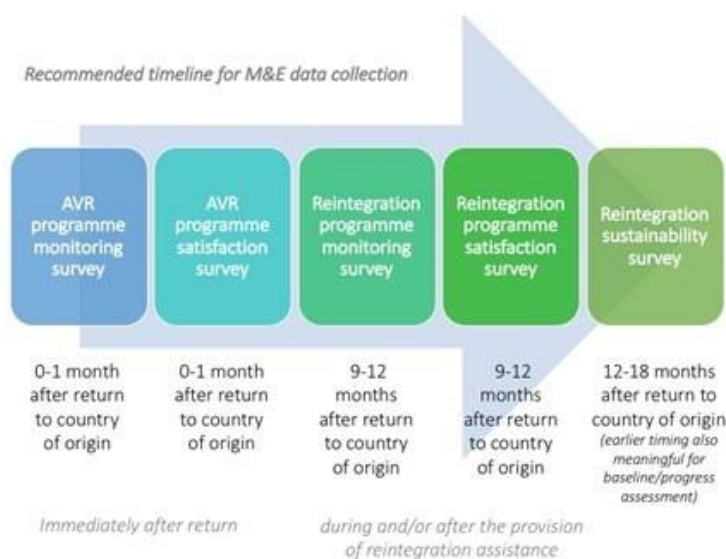 Recommended timeline for M&E data collection
AVR
programme
monitoring
survey
AVR
programme
satisfaction
survey
Reintegration
programme
monitoring
survey
Reintegration
programme
satisfaction
survey
Reintegration
sustainability
survey
0-1 month
after return
to country
of origin
0-1 month
after return
to country
of origin
9-12
months
after return
to country
of origin
9-12
months
after return
to country
of origin
12-18 months
after return to
country of origin
(earlier timing also
meaningful for
baseline/progress
assessment)
Immediately after return
during and/or after the provision
of reintegration assistance